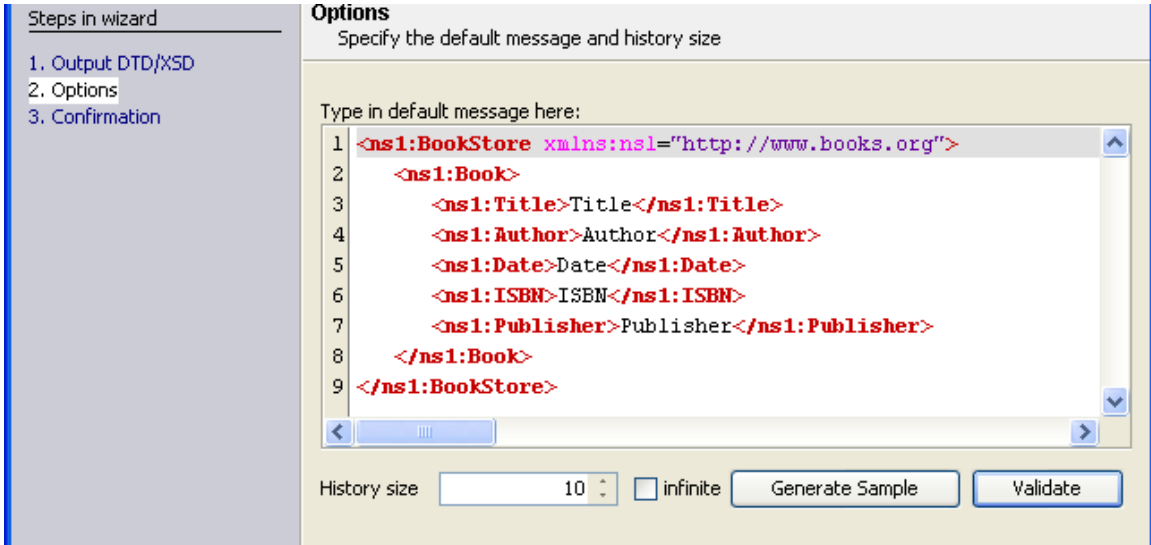 Steps in wizard
1. Output DTD/XSD
2. Options
3. Confirmation
Options
Specify the default message and history size
Type in default message here:
1 <ns1:BookStore xmlns:nsl="http://www.books.org">
2 <ns1:Book>
3 <ns1:Title>Title</ns1:Title>
4 <ns1:Author>Author</ns1:Author>
5 <ns1:Date>Date</ns1:Date>
6 <ns1:ISBN>ISBN</ns1:ISBN>
7 <ns1:Publisher>Publisher</ns1:Publisher>
8 </ns1:Book>
9 </ns1:BookStore>
History size 10 infinite Generate Sample Validate